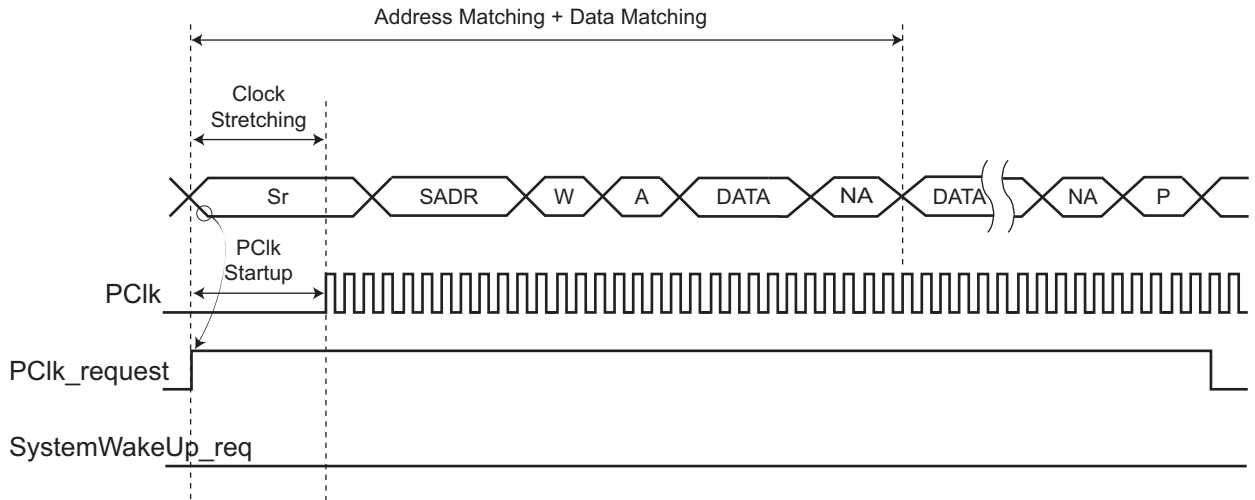 Address Matching + Data Matching
Clock
Stretching
Sr SADR W A DATA NA DATA NA P
PClk
Startup
PClk
PClk_request
SystemWakeUp_req